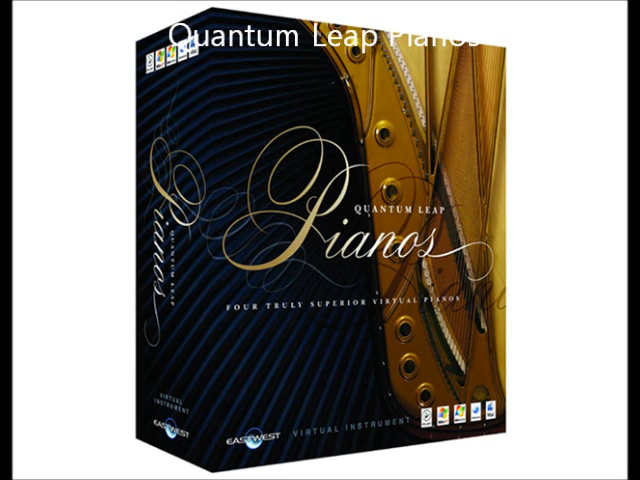 Quantum Leap Pianos
QUANTUM LEAP
Pianos
FOUR TRULY SUPERIOR VIRTUAL PIANOS
EASTWEST
VIRTUAL INSTRUMENT
Pianos
QUANTUM LEAP
VIRTUAL
INSTRUMENT
EASTWEST